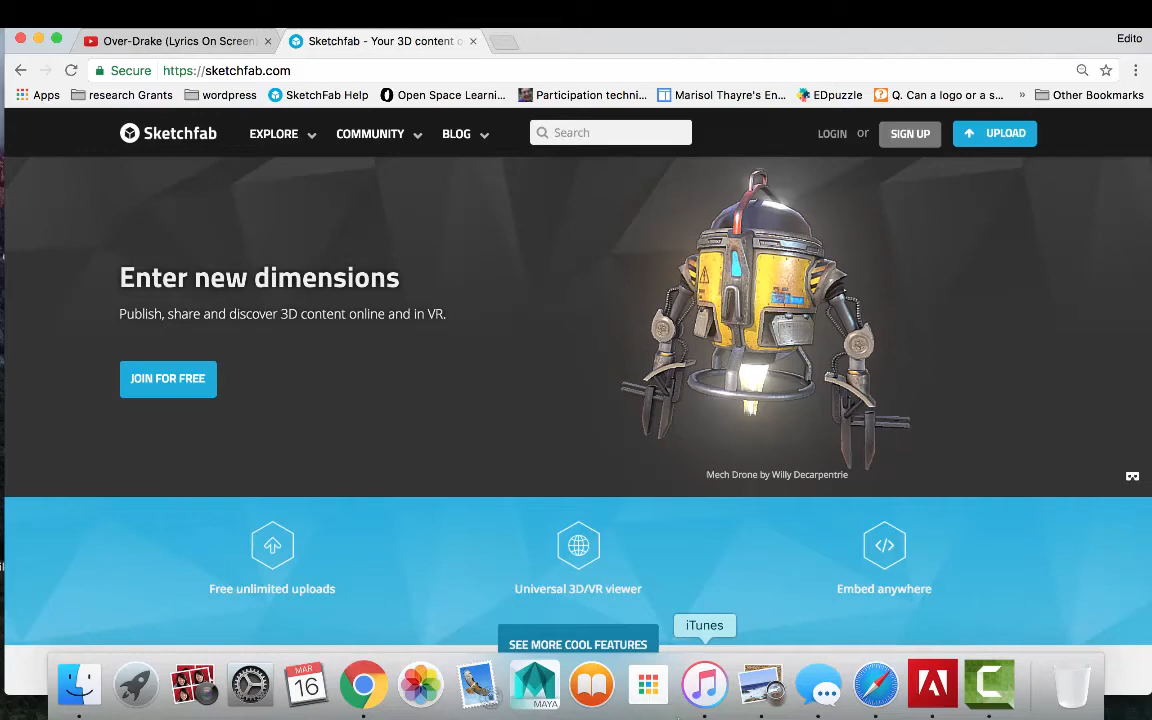 Over-Drake (Lyrics On Screen)
Sketchfab - Your 3D content o
Edito
Secure https://sketchfab.com
Apps research Grants wordpress SketchFab Help Open Space Learni... Participation techni... Marisol Thayre's En... EDpuzzle Q. Can a logo or a s... » Other Bookmarks
Sketchfab EXPLORE COMMUNITY BLOG Search LOGIN or SIGN UP UPLOAD
Enter new dimensions
Publish, share and discover 3D content online and in VR.
JOIN FOR FREE
Mech Drone by Willy Decarpentrie
Free unlimited uploads
Universal 3D/VR viewer
Embed anywhere
iTunes
SEE MORE COOL FEATURES
MAR
16
MAYA